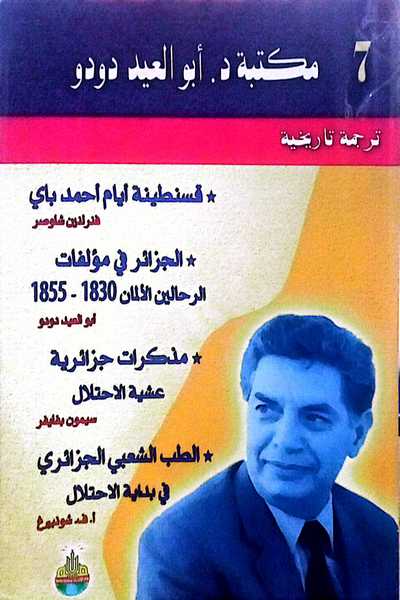 7 مكتبة د. أبو العيد دودو
ترجمة تاريخية
* قسنطينة أيام أحمد باي
فندلين شلوصر
* الجزائر في مؤلفات
الرحالين الألمان 1830 - 1855
أبو العيد دودو
* مذكرات جزائرية
عشية الاحتلال
سيمون بفايفر
* الطب الشعبي الجزائري
في بداية الاحتلال
أ. ف. شونبرغ